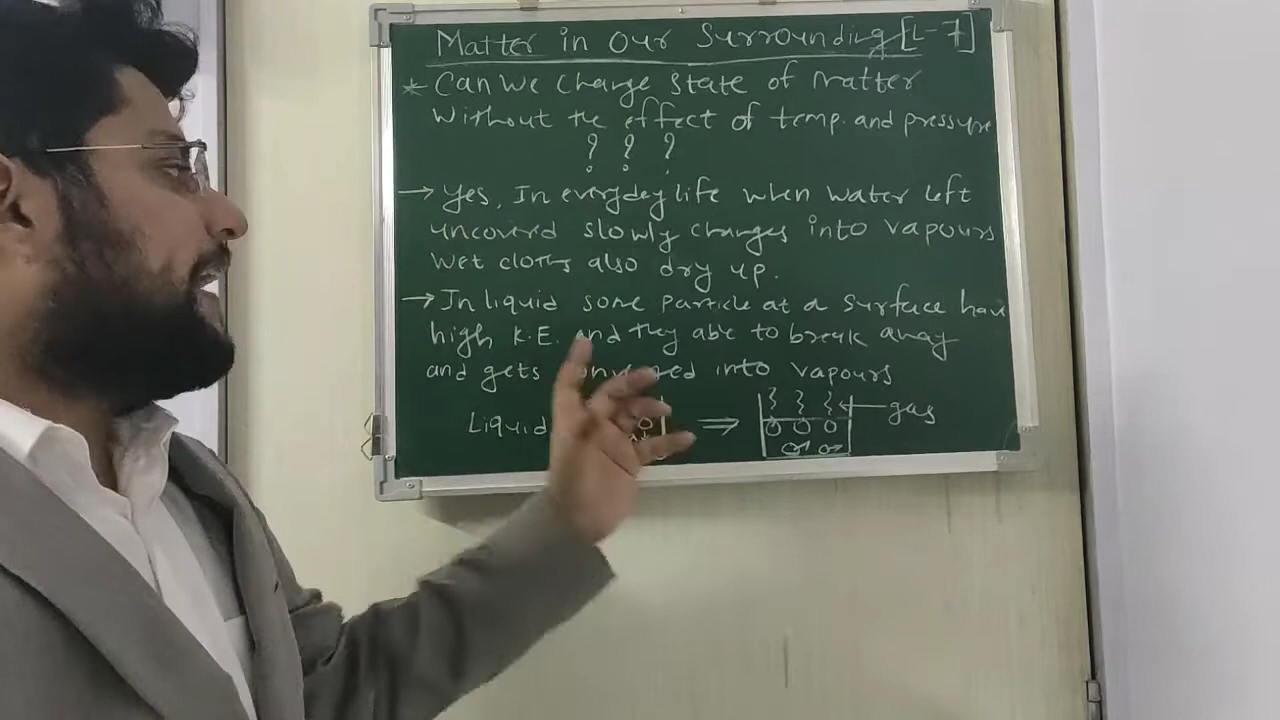 Matter in Our Surrounding [L-7]
* Can We Change State of Matter
Without the effect of temp. and pressure
? ? ?
→ Yes, In everyday life when Water left
uncoverd slowly changes into vapours
Wet cloths also dry up.
→ In liquid some particle at a surface have
high K.E. and they able to break away
and gets into vapours
Liquid ⇒ ← gas